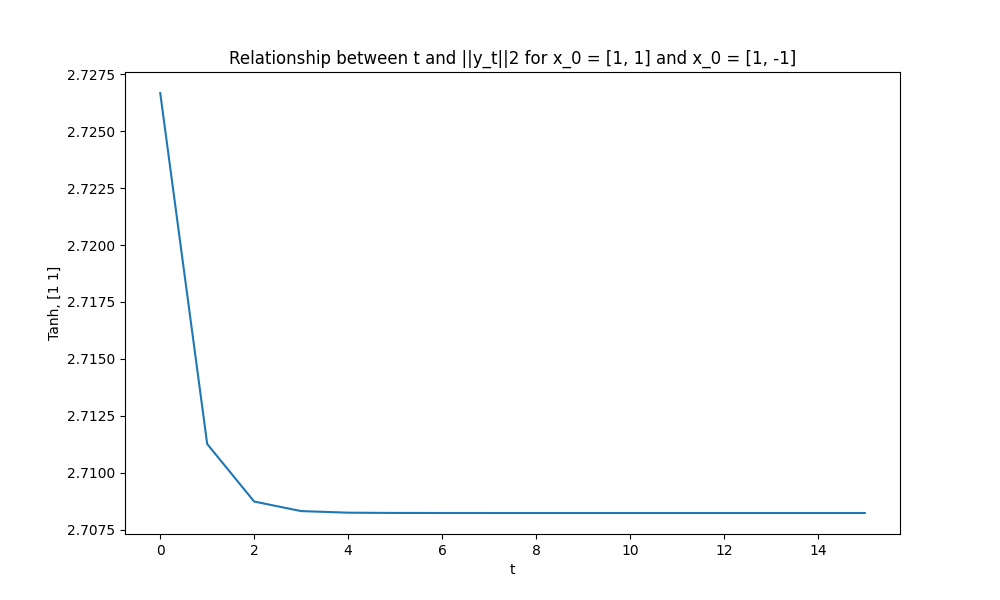 Relationship between t and ||y_t||2 for x_0 = [1, 1] and x_0 = [1, -1]
2.7275
2.7250
2.7225
2.7200
2.7175
2.7150
2.7125
2.7100
2.7075
Tanh, [1 1]
0 2 4 6 8 10 12 14
t